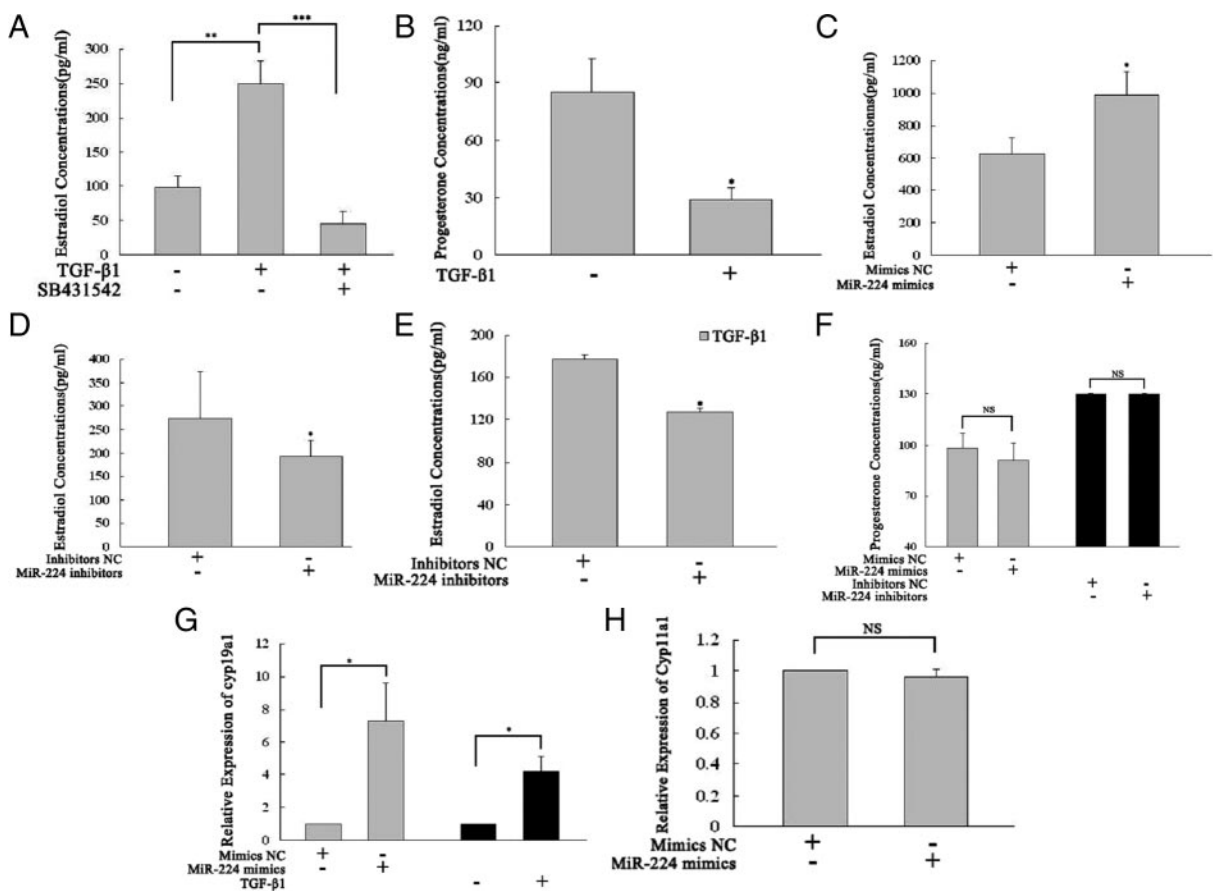 A
Estradiol Concentrations(pg/ml)
300
250
200
150
100
50
0
**
***
TGF-β1 - + +
SB431542 - - +
B
Progesterone Concentrations(ng/ml)
120
90
60
30
0
*
TGF-β1 - +
C
Estradiol Concentrationns(pg/ml)
1200
1000
800
600
400
200
0
*
Mimics NC + -
MiR-224 mimics - +
D
Estradiol Concentrations(pg/ml)
400
350
300
250
200
150
100
50
0
*
Inhibitors NC + -
MiR-224 inhibitors - +
E
Estradiol Concentrations(pg/ml)
180
160
120
80
40
0
TGF-β1
*
Inhibitors NC + -
MiR-224 inhibitors - +
F
Progesterone Concentrations(ng/ml)
160
130
100
70
40
NS
NS
Mimics NC + -
MiR-224 mimics - +
Inhibitors NC + -
MiR-224 inhibitors - +
G
Relative Expression of cyp19a1
12
10
8
6
4
2
0
*
*
Mimics NC + -
MiR-224 mimics - +
TGF-β1 - +
H
Relative Expression of Cyp11a1
1.2
1
0.8
0.6
0.4
0.2
0
NS
Mimics NC + -
MiR-224 mimics - +